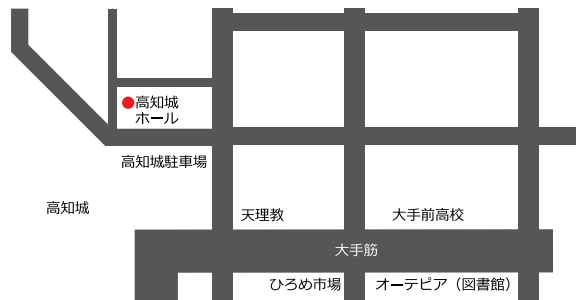 高知城
ホール
高知城駐車場
高知城
天理教
大手前高校
大手筋
ひろめ市場
オーテピア（図書館）